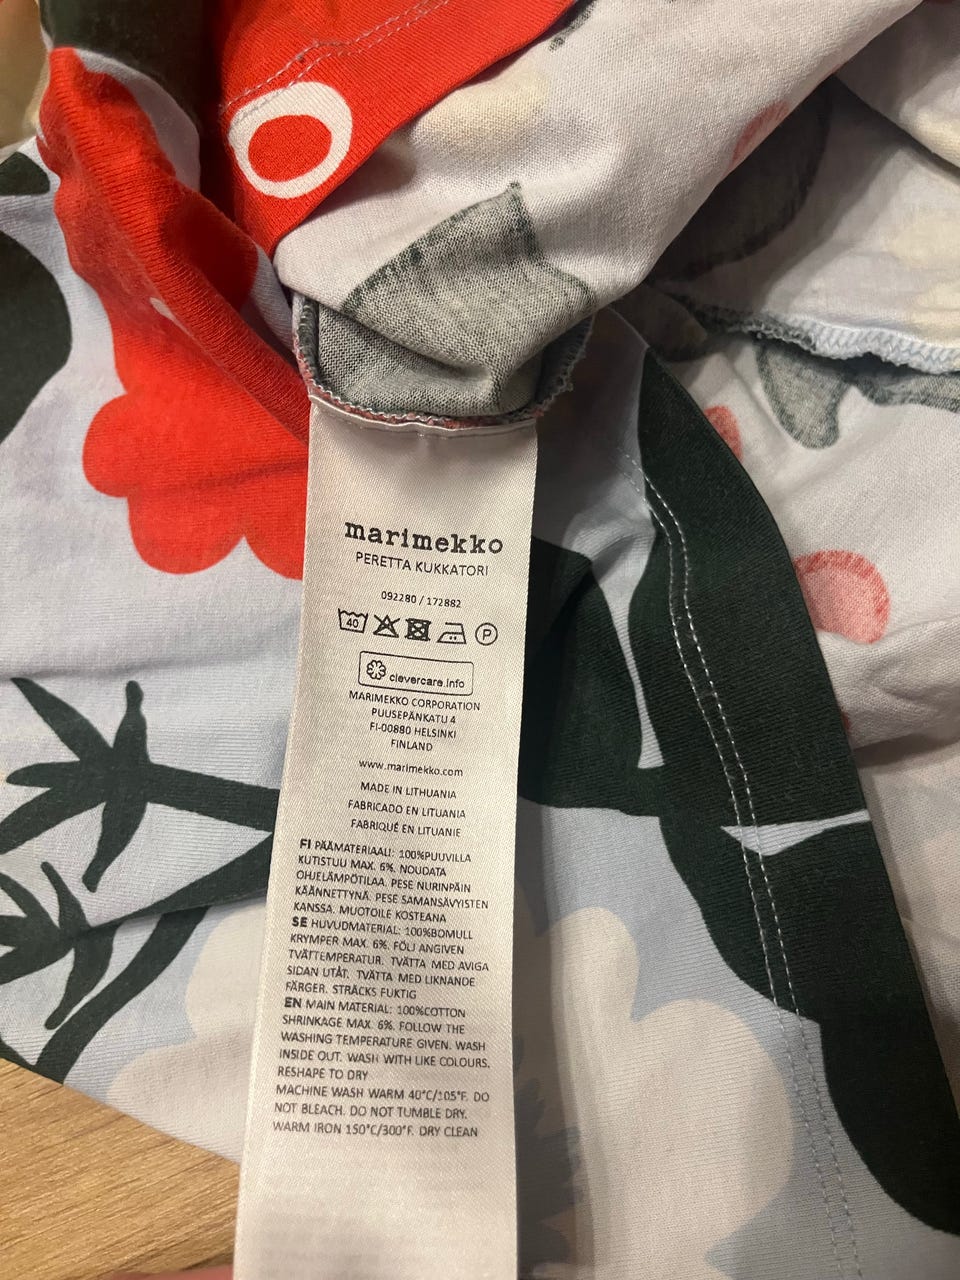 marimekko
PERETTA KUKKATORI
092280 / 172882
40
P
clevercare.info
MARIMEKKO CORPORATION
PUUSEPÄNKATU 4
FI-00880 HELSINKI
FINLAND
www.marimekko.com
MADE IN LITHUANIA
FABRICADO EN LITUANIA
FABRIQUÉ EN LITUANIE
FI PÄÄMATERIAALI: 100%PUUVILLA
KUTISTUU MAX. 6%. NOUDATA
OHJELÄMPÖTILAA. PESE NURINPÄIN
KÄÄNNETTYNÄ. PESE SAMANSÄVYISTEN
KANSSA. MUOTOILE KOSTEANA
SE HUVUDMATERIAL: 100%BOMULL
KRYMPER MAX. 6%. FÖLJ ANGIVEN
TVÄTTEMPERATUR. TVÄTTA MED AVIGA
SIDAN UTÅT. TVÄTTA MED LIKNANDE
FÄRGER. STRÄCKS FUKTIG
EN MAIN MATERIAL: 100%COTTON
SHRINKAGE MAX. 6%. FOLLOW THE
WASHING TEMPERATURE GIVEN. WASH
INSIDE OUT. WASH WITH LIKE COLOURS.
RESHAPE TO DRY
MACHINE WASH WARM 40°C/105°F. DO
NOT BLEACH. DO NOT TUMBLE DRY.
WARM IRON 150°C/300°F. DRY CLEAN